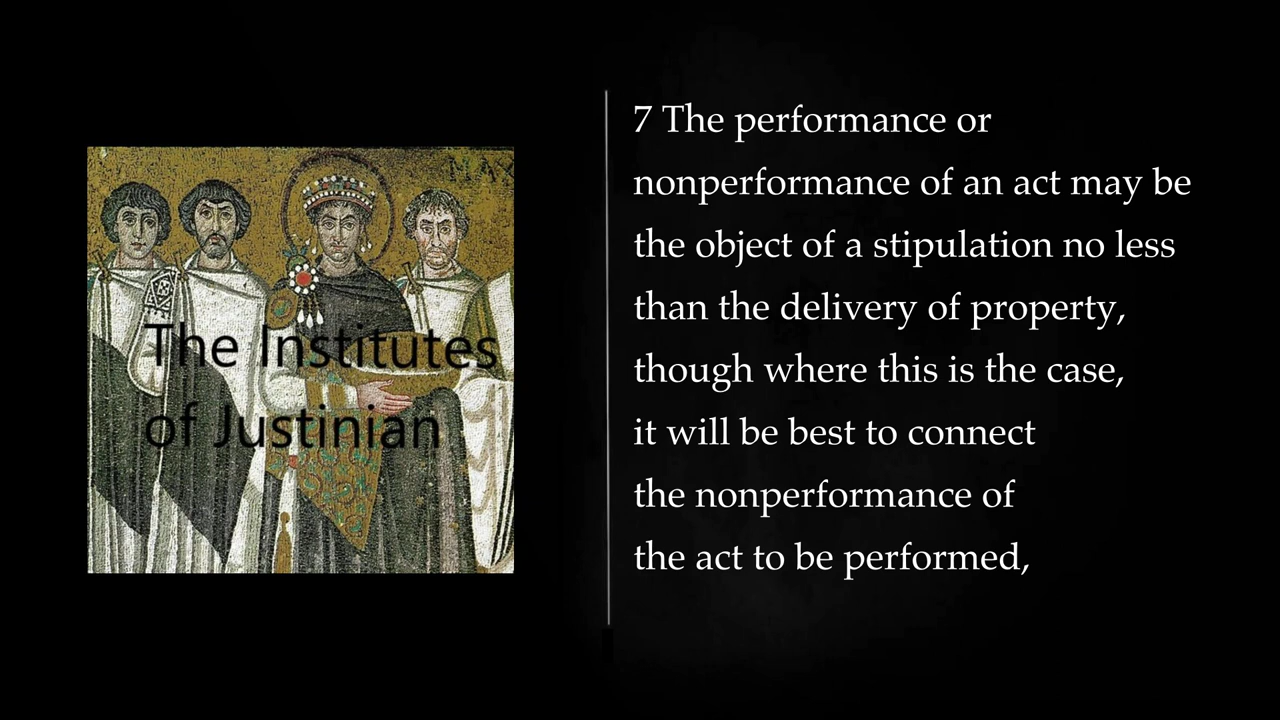 MAX
The Institutes
of Justinian
7 The performance or
nonperformance of an act may be
the object of a stipulation no less
than the delivery of property,
though where this is the case,
it will be best to connect
the nonperformance of
the act to be performed,